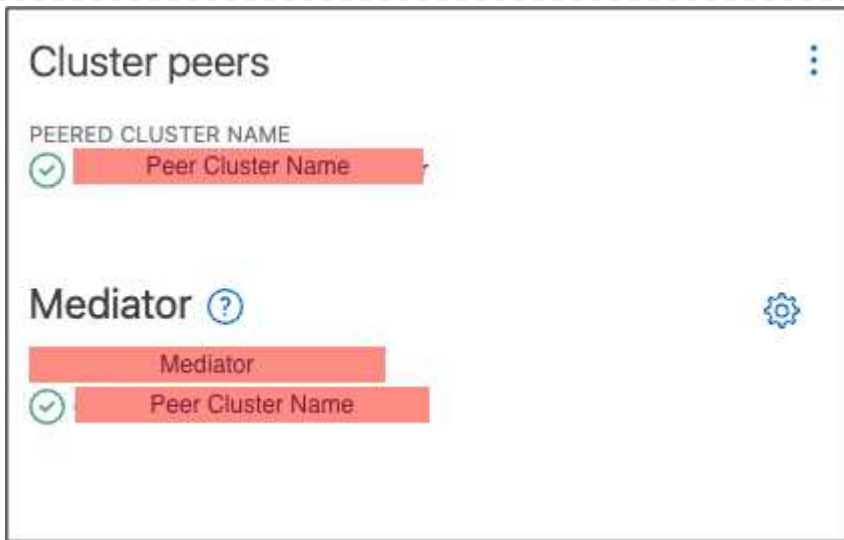 Cluster peers
PEERED CLUSTER NAME
Peer Cluster Name
Mediator ?
Mediator
Peer Cluster Name